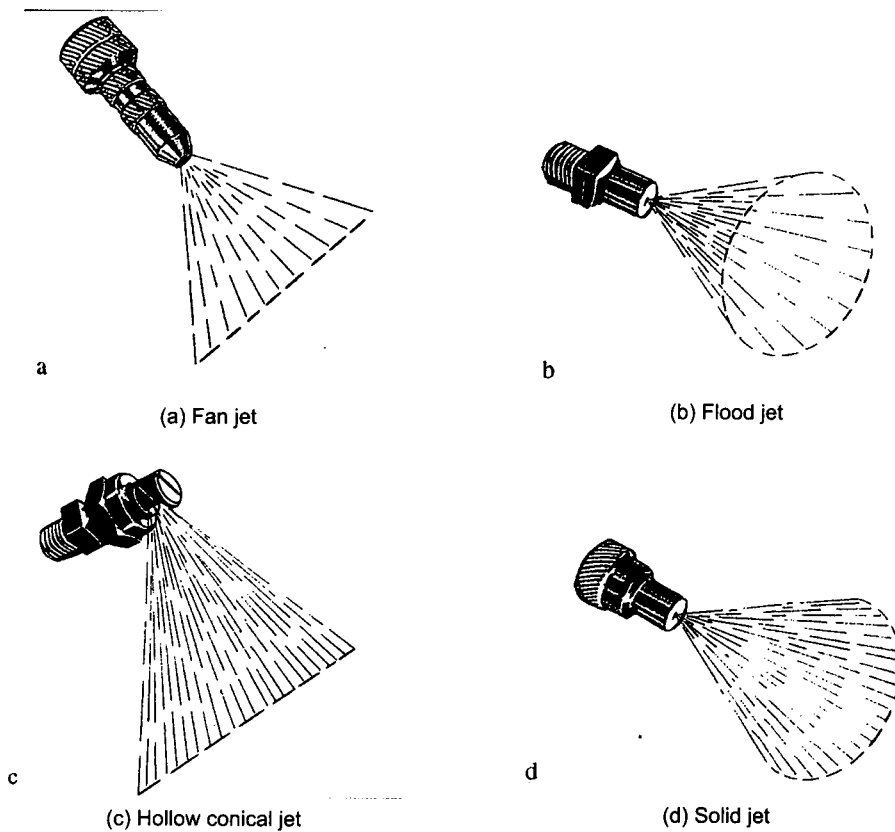 a
b
(a) Fan jet
(b) Flood jet
c
d
(c) Hollow conical jet
(d) Solid jet